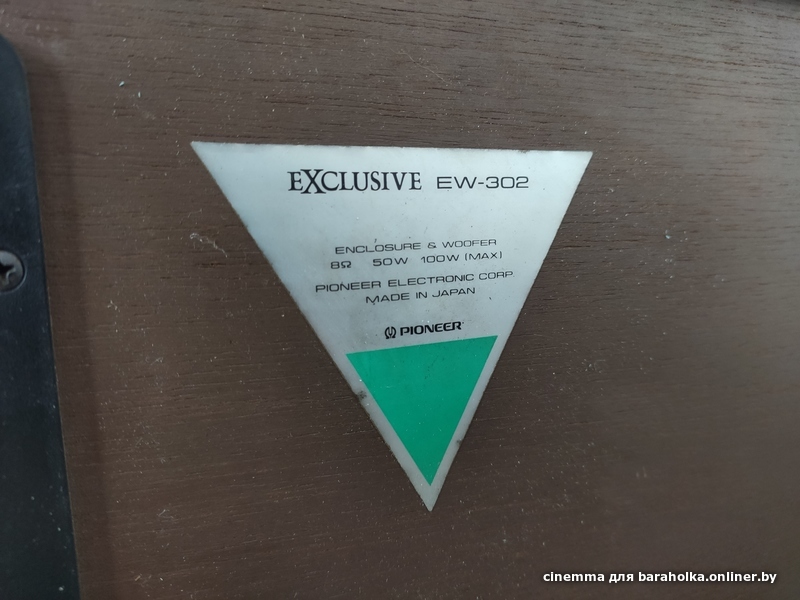 EXCLUSIVE EW-302
ENCLOSURE & WOOFER
8Ω 50W 100W (MAX)
PIONEER ELECTRONIC CORP
MADE IN JAPAN
PIONEER
cinemma для baraholka.onliner.by